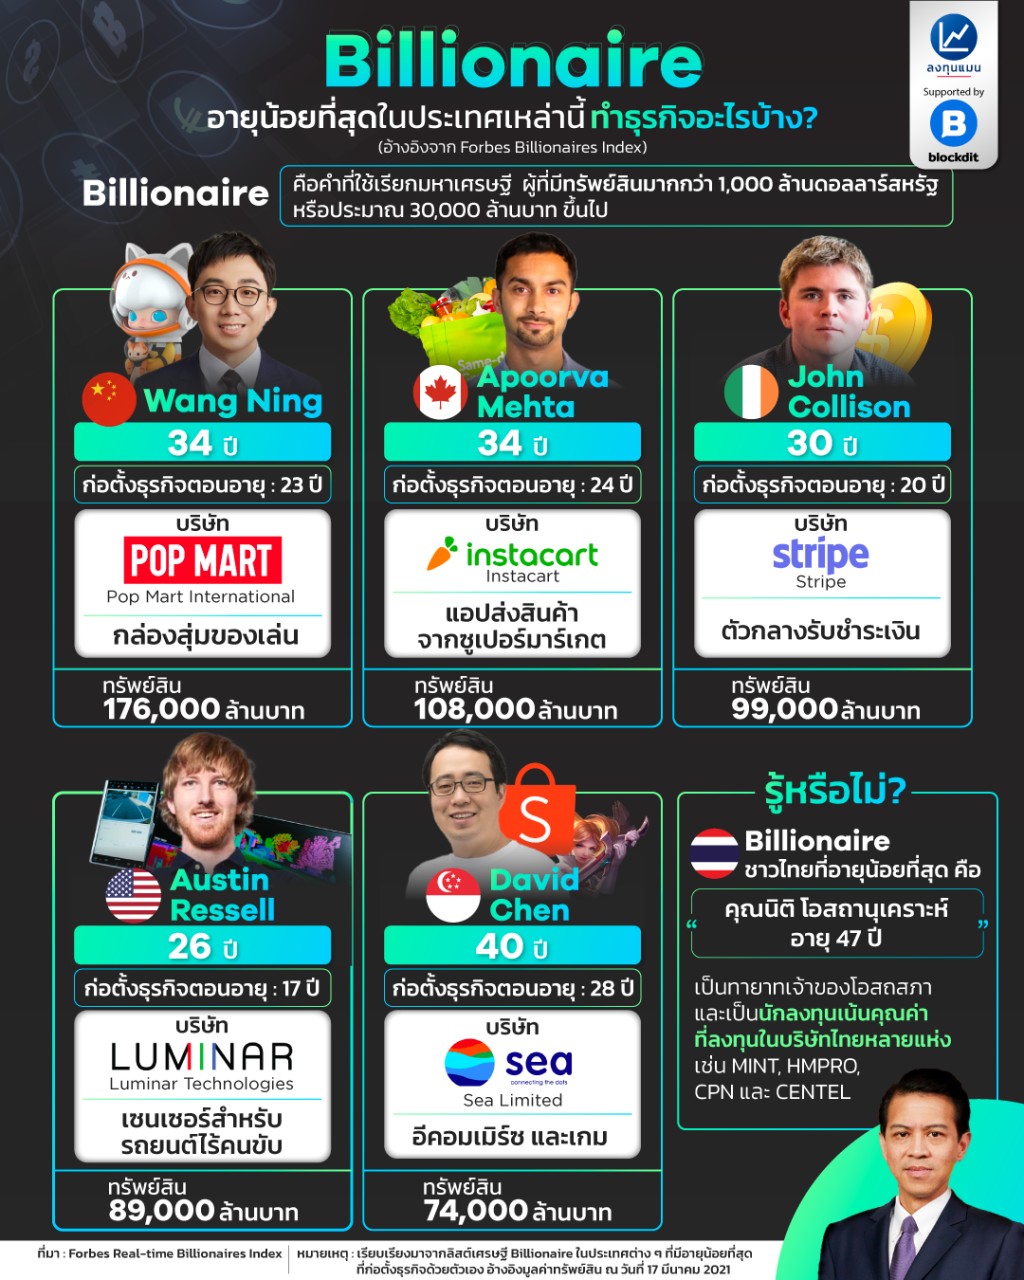 Billionaire
อายุน้อยที่สุดในประเทศเหล่านี้ ทำธุรกิจอะไรบ้าง?
(อ้างอิงจาก Forbes Billionaires Index)
ลงทุนแมน
Supported by
B
blockdit
Billionaire
คือคำที่ใช้เรียกมหาเศรษฐี ผู้ที่มีทรัพย์สินมากกว่า 1,000 ล้านดอลลาร์สหรัฐ
หรือประมาณ 30,000 ล้านบาท ขึ้นไป
Wang Ning
34 ปี
ก่อตั้งธุรกิจตอนอายุ : 23 ปี
บริษัท
POP MART
Pop Mart International
กล่องสุ่มของเล่น
ทรัพย์สิน
176,000 ล้านบาท
Same-d
Apoorva
Mehta
34 ปี
ก่อตั้งธุรกิจตอนอายุ : 24 ปี
บริษัท
instacart
Instacart
แอปส่งสินค้า
จากซูเปอร์มาร์เกต
ทรัพย์สิน
108,000 ล้านบาท
John
Collison
30 ปี
ก่อตั้งธุรกิจตอนอายุ : 20 ปี
บริษัท
stripe
Stripe
ตัวกลางรับชำระเงิน
ทรัพย์สิน
99,000 ล้านบาท
Austin
Ressell
26 ปี
ก่อตั้งธุรกิจตอนอายุ : 17 ปี
บริษัท
LUMINAR
Luminar Technologies
เซนเซอร์สำหรับ
รถยนต์ไร้คนขับ
ทรัพย์สิน
89,000 ล้านบาท
S
David
Chen
40 ปี
ก่อตั้งธุรกิจตอนอายุ : 28 ปี
บริษัท
sea
connecting the dots
Sea Limited
อีคอมเมิร์ซ และเกม
ทรัพย์สิน
74,000 ล้านบาท
รู้หรือไม่?
Billionaire
ชาวไทยที่อายุน้อยที่สุด คือ
“ คุณนิติ โอสถานุเคราะห์ ”
อายุ 47 ปี
เป็นทายาทเจ้าของโอสถสภา
และเป็นนักลงทุนเน้นคุณค่า
ที่ลงทุนในบริษัทไทยหลายแห่ง
เช่น MINT, HMPRO,
CPN และ CENTEL
ที่มา : Forbes Real-time Billionaires Index
หมายเหตุ : เรียบเรียงมาจากลิสต์เศรษฐี Billionaire ในประเทศต่าง ๆ ที่มีอายุน้อยที่สุด
ที่ก่อตั้งธุรกิจด้วยตัวเอง อ้างอิงมูลค่าทรัพย์สิน ณ วันที่ 17 มีนาคม 2021